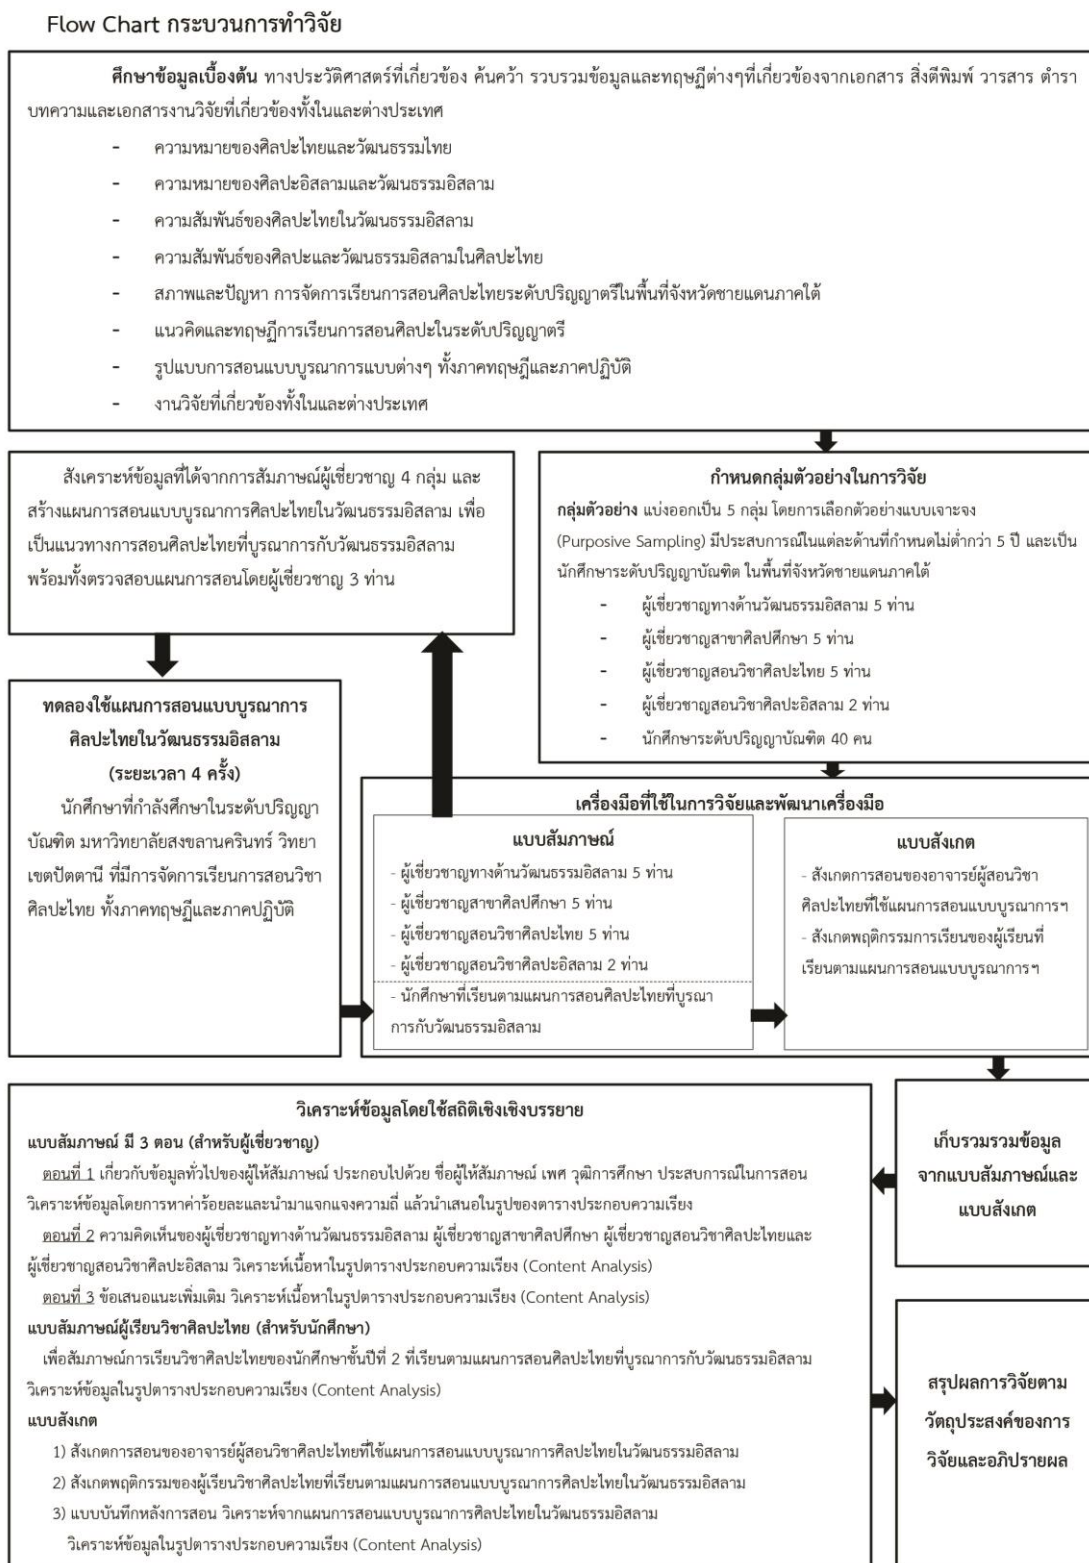 Flow Chart กระบวนการทำวิจัย
ศึกษาข้อมูลเบื้องต้น ทางประวัติศาสตร์ที่เกี่ยวข้อง ค้นคว้า รวบรวมข้อมูลและทฤษฎีต่างๆที่เกี่ยวข้องจากเอกสาร สิ่งตีพิมพ์ วารสาร ตำรา
บทความและเอกสารงานวิจัยที่เกี่ยวข้องทั้งในและต่างประเทศ
- ความหมายของศิลปะไทยและวัฒนธรรมไทย
- ความหมายของศิลปะอิสลามและวัฒนธรรมอิสลาม
- ความสัมพันธ์ของศิลปะไทยในวัฒนธรรมอิสลาม
- ความสัมพันธ์ของศิลปะและวัฒนธรรมอิสลามในศิลปะไทย
- สภาพและปัญหา การจัดการเรียนการสอนศิลปะไทยระดับปริญญาตรีในพื้นที่จังหวัดชายแดนภาคใต้
- แนวคิดและทฤษฎีการเรียนการสอนศิลปะในระดับปริญญาตรี
- รูปแบบการสอนแบบบูรณาการแบบต่างๆ ทั้งภาคทฤษฎีและภาคปฏิบัติ
- งานวิจัยที่เกี่ยวข้องทั้งในและต่างประเทศ
กำหนดกลุ่มตัวอย่างในการวิจัย
กลุ่มตัวอย่าง แบ่งออกเป็น 5 กลุ่ม โดยการเลือกตัวอย่างแบบเจาะจง
(Purposive Sampling) มีประสบการณ์ในแต่ละด้านที่กำหนดไม่ต่ำกว่า 5 ปี และเป็น
นักศึกษาระดับปริญญาบัณฑิต ในพื้นที่จังหวัดชายแดนภาคใต้
- ผู้เชี่ยวชาญทางด้านวัฒนธรรมอิสลาม 5 ท่าน
- ผู้เชี่ยวชาญสาขาศิลปศึกษา 5 ท่าน
- ผู้เชี่ยวชาญสอนวิชาศิลปะไทย 5 ท่าน
- ผู้เชี่ยวชาญสอนวิชาศิลปะอิสลาม 2 ท่าน
- นักศึกษาระดับปริญญาบัณฑิต 40 คน
สังเคราะห์ข้อมูลที่ได้จากการสัมภาษณ์ผู้เชี่ยวชาญ 4 กลุ่ม และ
สร้างแผนการสอนแบบบูรณาการศิลปะไทยในวัฒนธรรมอิสลาม เพื่อ
เป็นแนวทางการสอนศิลปะไทยที่บูรณาการกับวัฒนธรรมอิสลาม
พร้อมทั้งตรวจสอบแผนการสอนโดยผู้เชี่ยวชาญ 3 ท่าน
ทดลองใช้แผนการสอนแบบบูรณาการ
ศิลปะไทยในวัฒนธรรมอิสลาม
(ระยะเวลา 4 ครั้ง)
นักศึกษาที่กำลังศึกษาในระดับปริญญา
บัณฑิต มหาวิทยาลัยสงขลานครินทร์ วิทยา
เขตปัตตานี ที่มีการจัดการเรียนการสอนวิชา
ศิลปะไทย ทั้งภาคทฤษฎีและภาคปฏิบัติ
เครื่องมือที่ใช้ในการวิจัยและพัฒนาเครื่องมือ
แบบสัมภาษณ์
- ผู้เชี่ยวชาญทางด้านวัฒนธรรมอิสลาม 5 ท่าน
- ผู้เชี่ยวชาญสาขาศิลปศึกษา 5 ท่าน
- ผู้เชี่ยวชาญสอนวิชาศิลปะไทย 5 ท่าน
- ผู้เชี่ยวชาญสอนวิชาศิลปะอิสลาม 2 ท่าน
- นักศึกษาที่เรียนตามแผนการสอนศิลปะไทยที่บูรณา
การกับวัฒนธรรมอิสลาม
แบบสังเกต
- สังเกตการสอนของอาจารย์ผู้สอนวิชา
ศิลปะไทยที่ใช้แผนการสอนแบบบูรณาการฯ
- สังเกตพฤติกรรมการเรียนของผู้เรียนที่
เรียนตามแผนการสอนแบบบูรณาการฯ
เก็บรวมรวมข้อมูล
จากแบบสัมภาษณ์และ
แบบสังเกต
วิเคราะห์ข้อมูลโดยใช้สถิติเชิงเชิงบรรยาย
แบบสัมภาษณ์ มี 3 ตอน (สำหรับผู้เชี่ยวชาญ)
ตอนที่ 1 เกี่ยวกับข้อมูลทั่วไปของผู้ให้สัมภาษณ์ ประกอบไปด้วย ชื่อผู้ให้สัมภาษณ์ เพศ วุฒิการศึกษา ประสบการณ์ในการสอน
วิเคราะห์ข้อมูลโดยการหาค่าร้อยละและนำมาแจกแจงความถี่ แล้วนำเสนอในรูปของตารางประกอบความเรียง
ตอนที่ 2 ความคิดเห็นของผู้เชี่ยวชาญทางด้านวัฒนธรรมอิสลาม ผู้เชี่ยวชาญสาขาศิลปศึกษา ผู้เชี่ยวชาญสอนวิชาศิลปะไทยและ
ผู้เชี่ยวชาญสอนวิชาศิลปะอิสลาม วิเคราะห์เนื้อหาในรูปตารางประกอบความเรียง (Content Analysis)
ตอนที่ 3 ข้อเสนอแนะเพิ่มเติม วิเคราะห์เนื้อหาในรูปตารางประกอบความเรียง (Content Analysis)
แบบสัมภาษณ์ผู้เรียนวิชาศิลปะไทย (สำหรับนักศึกษา)
เพื่อสัมภาษณ์การเรียนวิชาศิลปะไทยของนักศึกษาชั้นปีที่ 2 ที่เรียนตามแผนการสอนศิลปะไทยที่บูรณาการกับวัฒนธรรมอิสลาม
วิเคราะห์ข้อมูลในรูปตารางประกอบความเรียง (Content Analysis)
แบบสังเกต
1) สังเกตการสอนของอาจารย์ผู้สอนวิชาศิลปะไทยที่ใช้แผนการสอนแบบบูรณาการศิลปะไทยในวัฒนธรรมอิสลาม
2) สังเกตพฤติกรรมของผู้เรียนวิชาศิลปะไทยที่เรียนตามแผนการสอนแบบบูรณาการศิลปะไทยในวัฒนธรรมอิสลาม
3) แบบบันทึกหลังการสอน วิเคราะห์จากแผนการสอนแบบบูรณาการศิลปะไทยในวัฒนธรรมอิสลาม
วิเคราะห์ข้อมูลในรูปตารางประกอบความเรียง (Content Analysis)
สรุปผลการวิจัยตาม
วัตถุประสงค์ของการ
วิจัยและอภิปรายผล